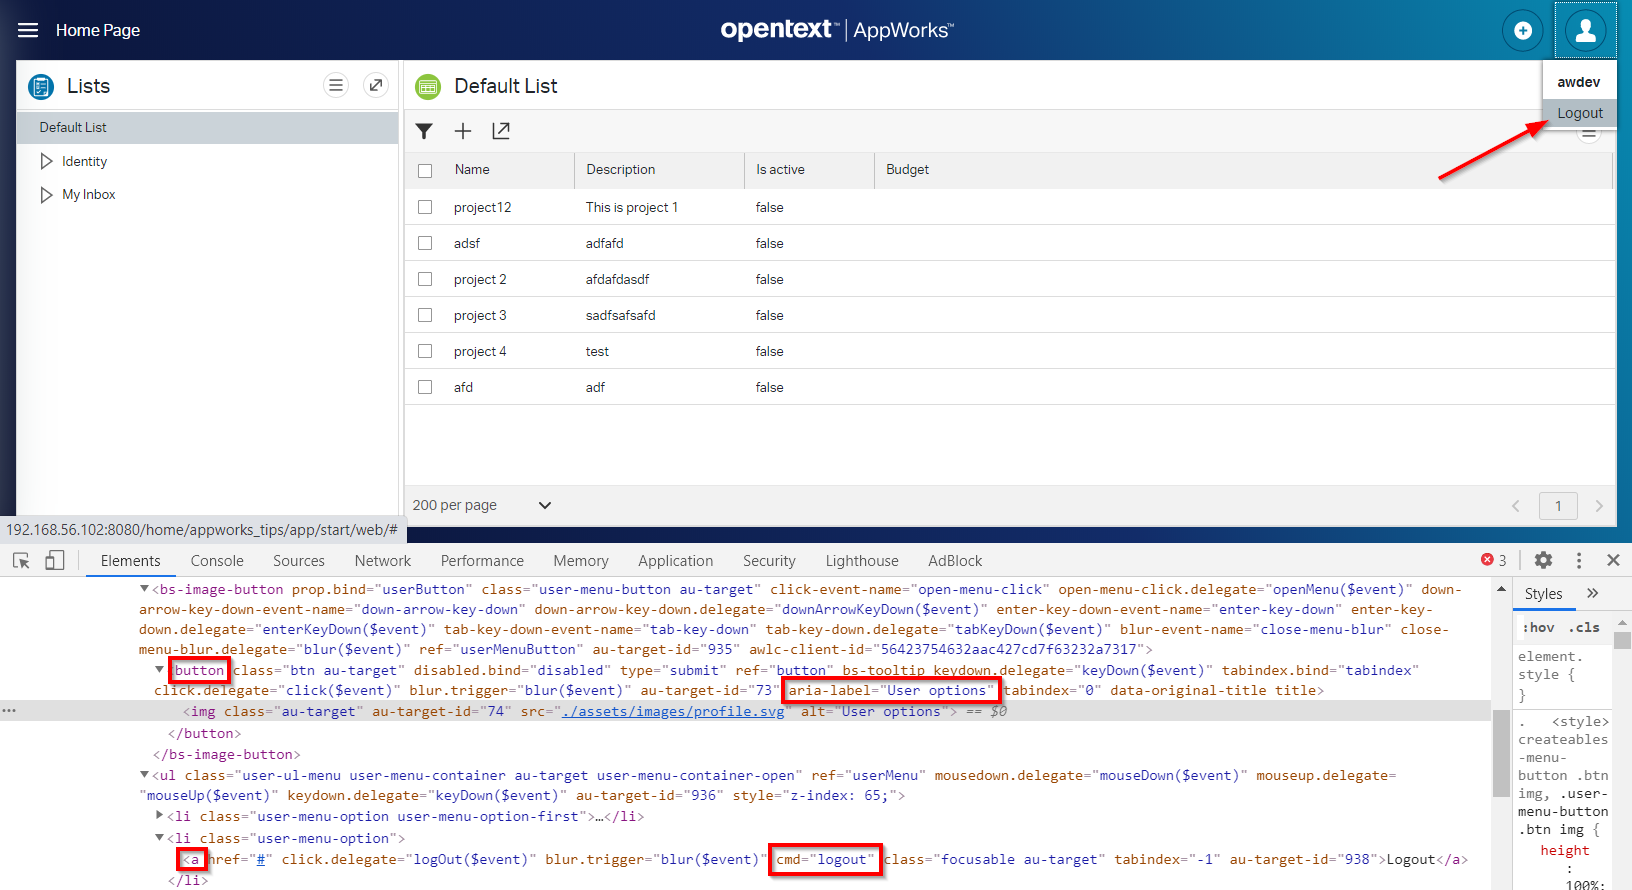 Home Page
opentext™ | AppWorks™
awdev
Logout
Lists
Default List
Default List
Identity
My Inbox
Name Description Is active Budget
project12 This is project 1 false
adsf adfafd false
project 2 afdafdasdf false
project 3 sadfsafsafd false
project 4 test false
afd adf false
200 per page
1
192.168.56.102:8080/home/appworks_tips/app/start/web/#
Elements Console Sources Network Performance Memory Application Security Lighthouse AdBlock 3
<bs-image-button prop.bind="userButton" class="user-menu-button au-target" click-event-name="open-menu-click" open-menu-click.delegate="openMenu($event)" down-
arrow-key-down-event-name="down-arrow-key-down" down-arrow-key-down.delegate="downArrowKeyDown($event)" enter-key-down-event-name="enter-key-down" enter-key-
down.delegate="enterKeyDown($event)" tab-key-down-event-name="tab-key-down" tab-key-down.delegate="tabKeyDown($event)" blur-event-name="close-menu-blur" close-
menu-blur.delegate="blur($event)" ref="userMenuButton" au-target-id="935" awlc-client-id="56423754632aac427cd7f63232a7317">
button class="btn au-target" disabled.bind="disabled" type="submit" ref="button" bs-tooltip keydown.delegate="keyDown($event)" tabindex.bind="tabindex"
click.delegate="click($event)" blur.trigger="blur($event)" au-target-id="73" aria-label="User options" tabindex="0" data-original-title title>
<img class="au-target" au-target-id="74" src="./assets/images/profile.svg" alt="User options"> == $0
</button>
</bs-image-button>
<ul class="user-ul-menu user-menu-container au-target user-menu-container-open" ref="userMenu" mousedown.delegate="mouseDown($event)" mouseup.delegate=
"mouseUp($event)" keydown.delegate="keyDown($event)" au-target-id="936" style="z-index: 65;">
<li class="user-menu-option user-menu-option-first">…</li>
<li class="user-menu-option">
<a href="#" click.delegate="logOut($event)" blur.trigger="blur($event)" cmd="logout" class="focusable au-target" tabindex="-1" au-target-id="938">Logout</a>
</li>
Styles
:hov .cls
element.
style {
}
. <style>
createables
-menu-
button .btn
img, .user-
menu-button
.btn img {
height
:
100%;